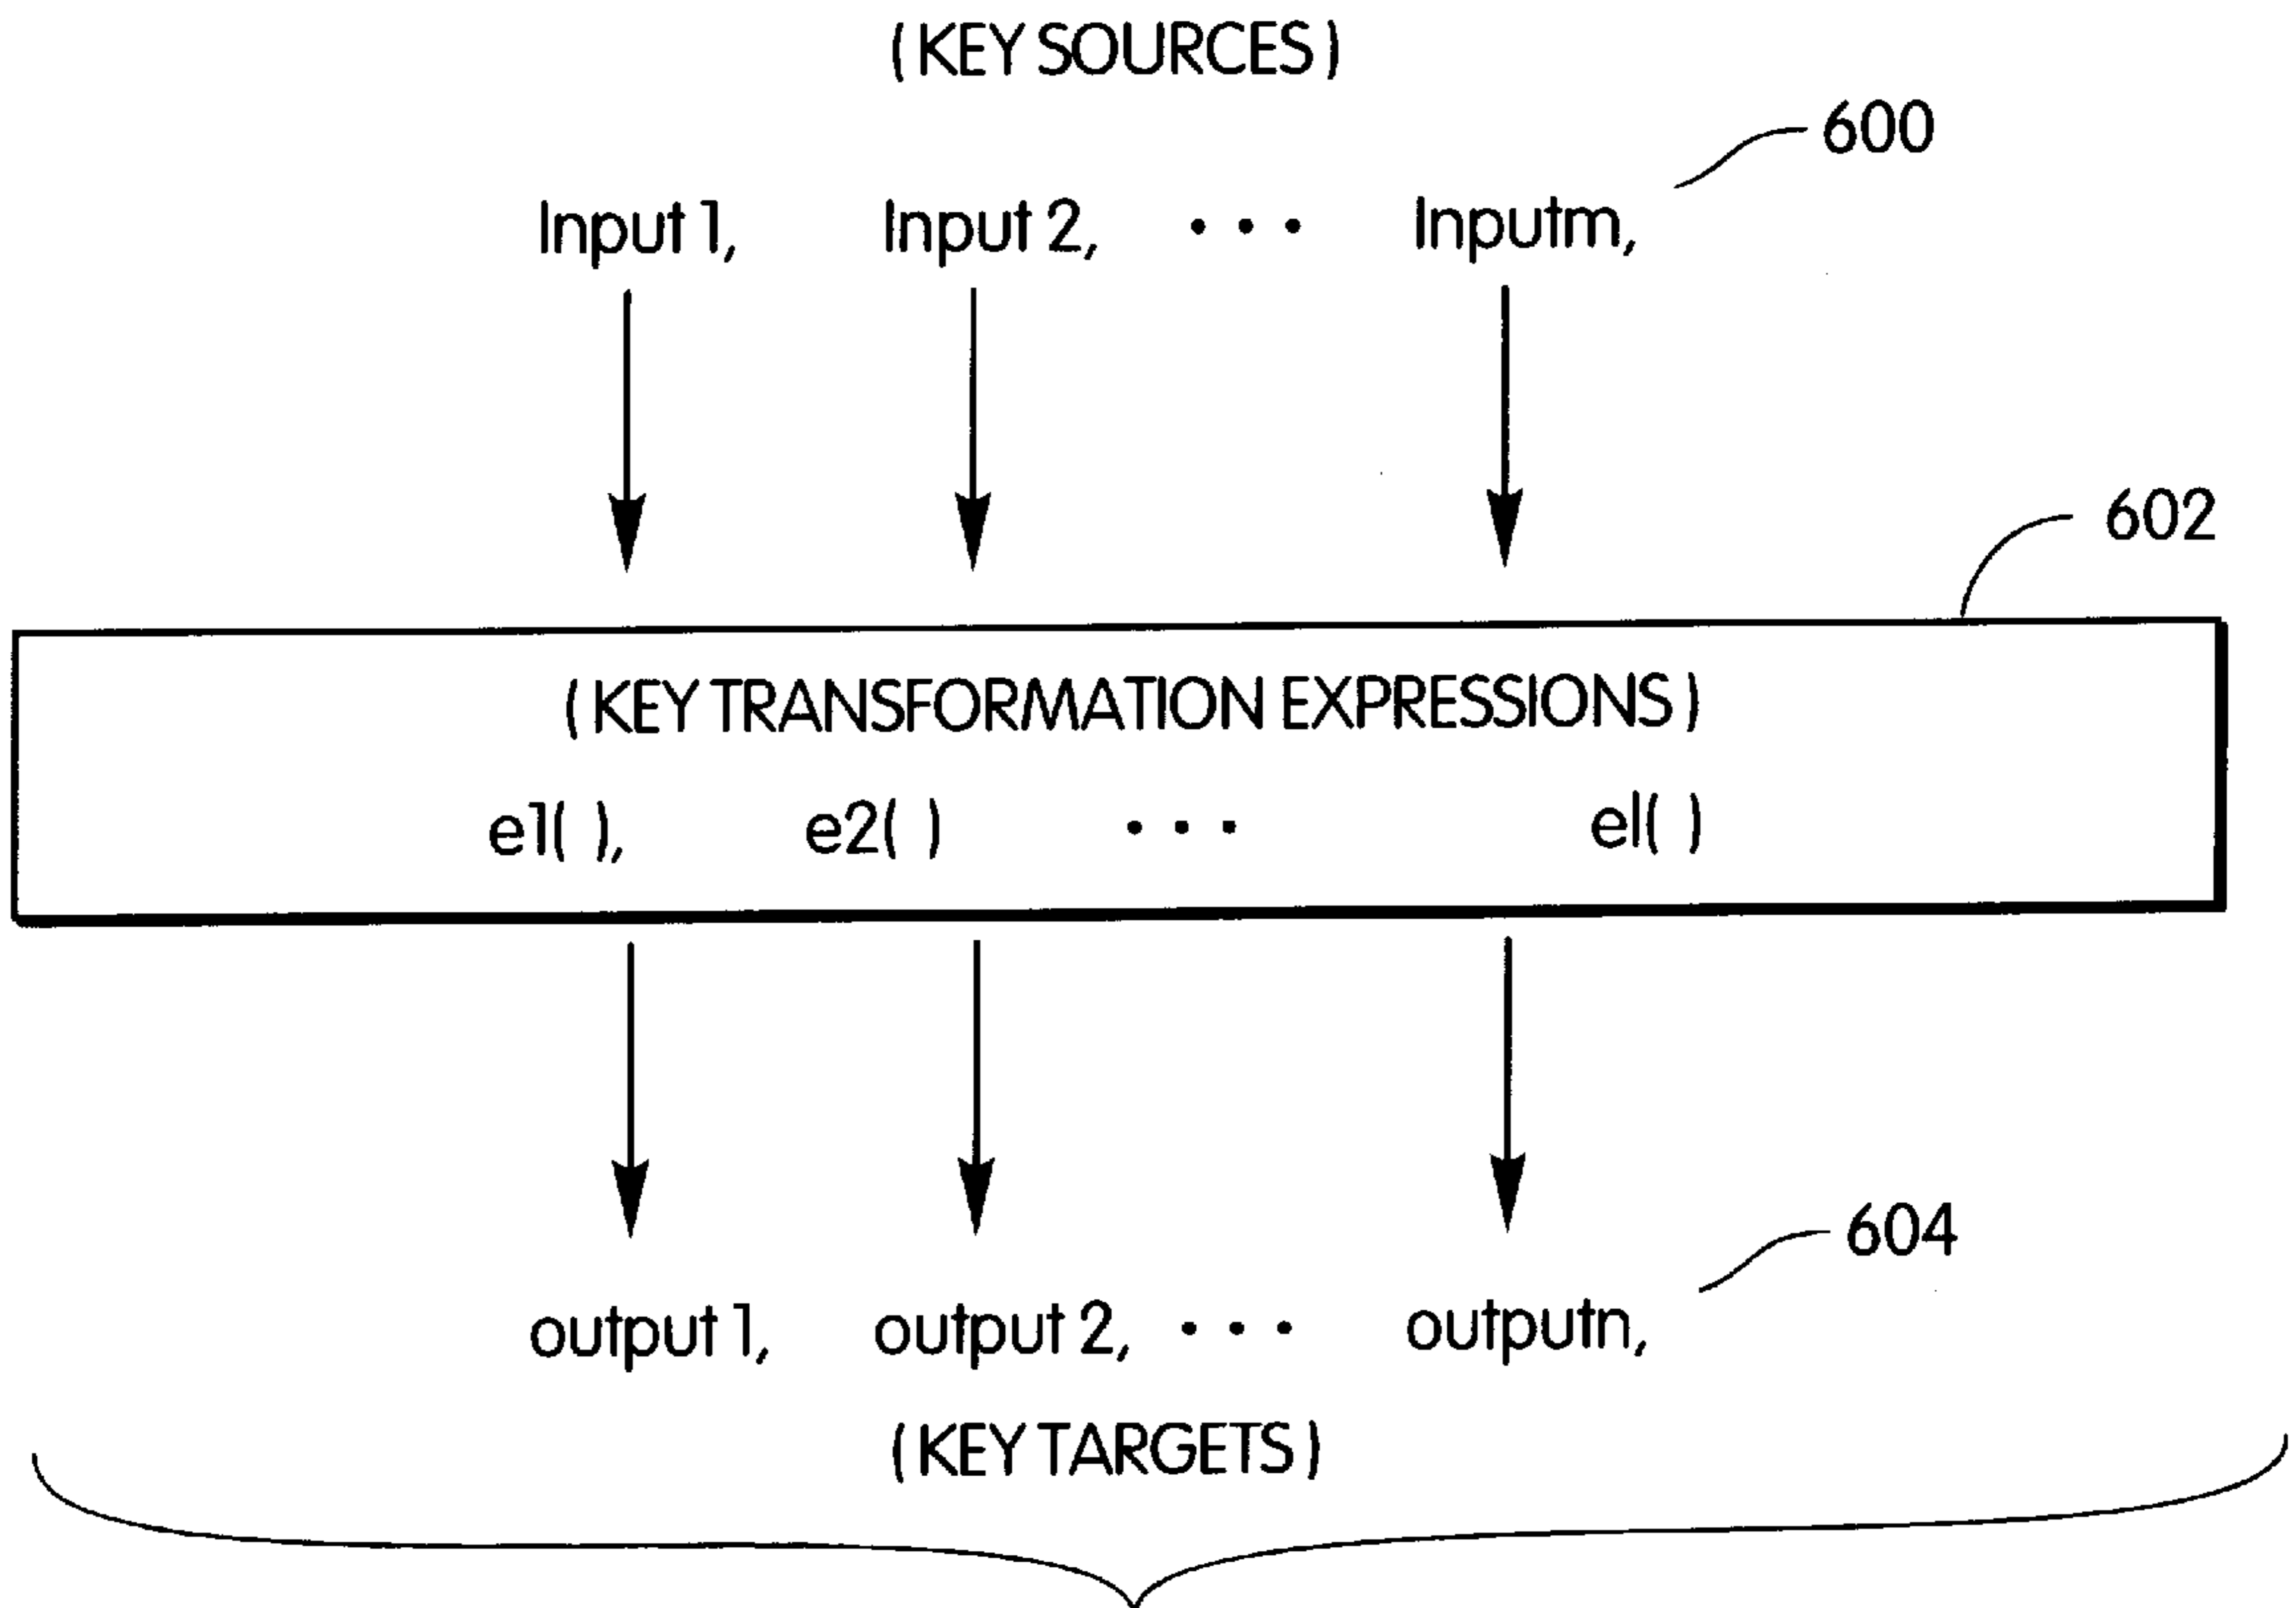 (KEY SOURCES)
600
Input 1, Input 2, • • • Inputm,
602
(KEY TRANSFORMATION EXPRESSIONS)
e1( ), e2( ) • • • el( )
604
output 1, output 2, • • • outputn,
(KEY TARGETS)